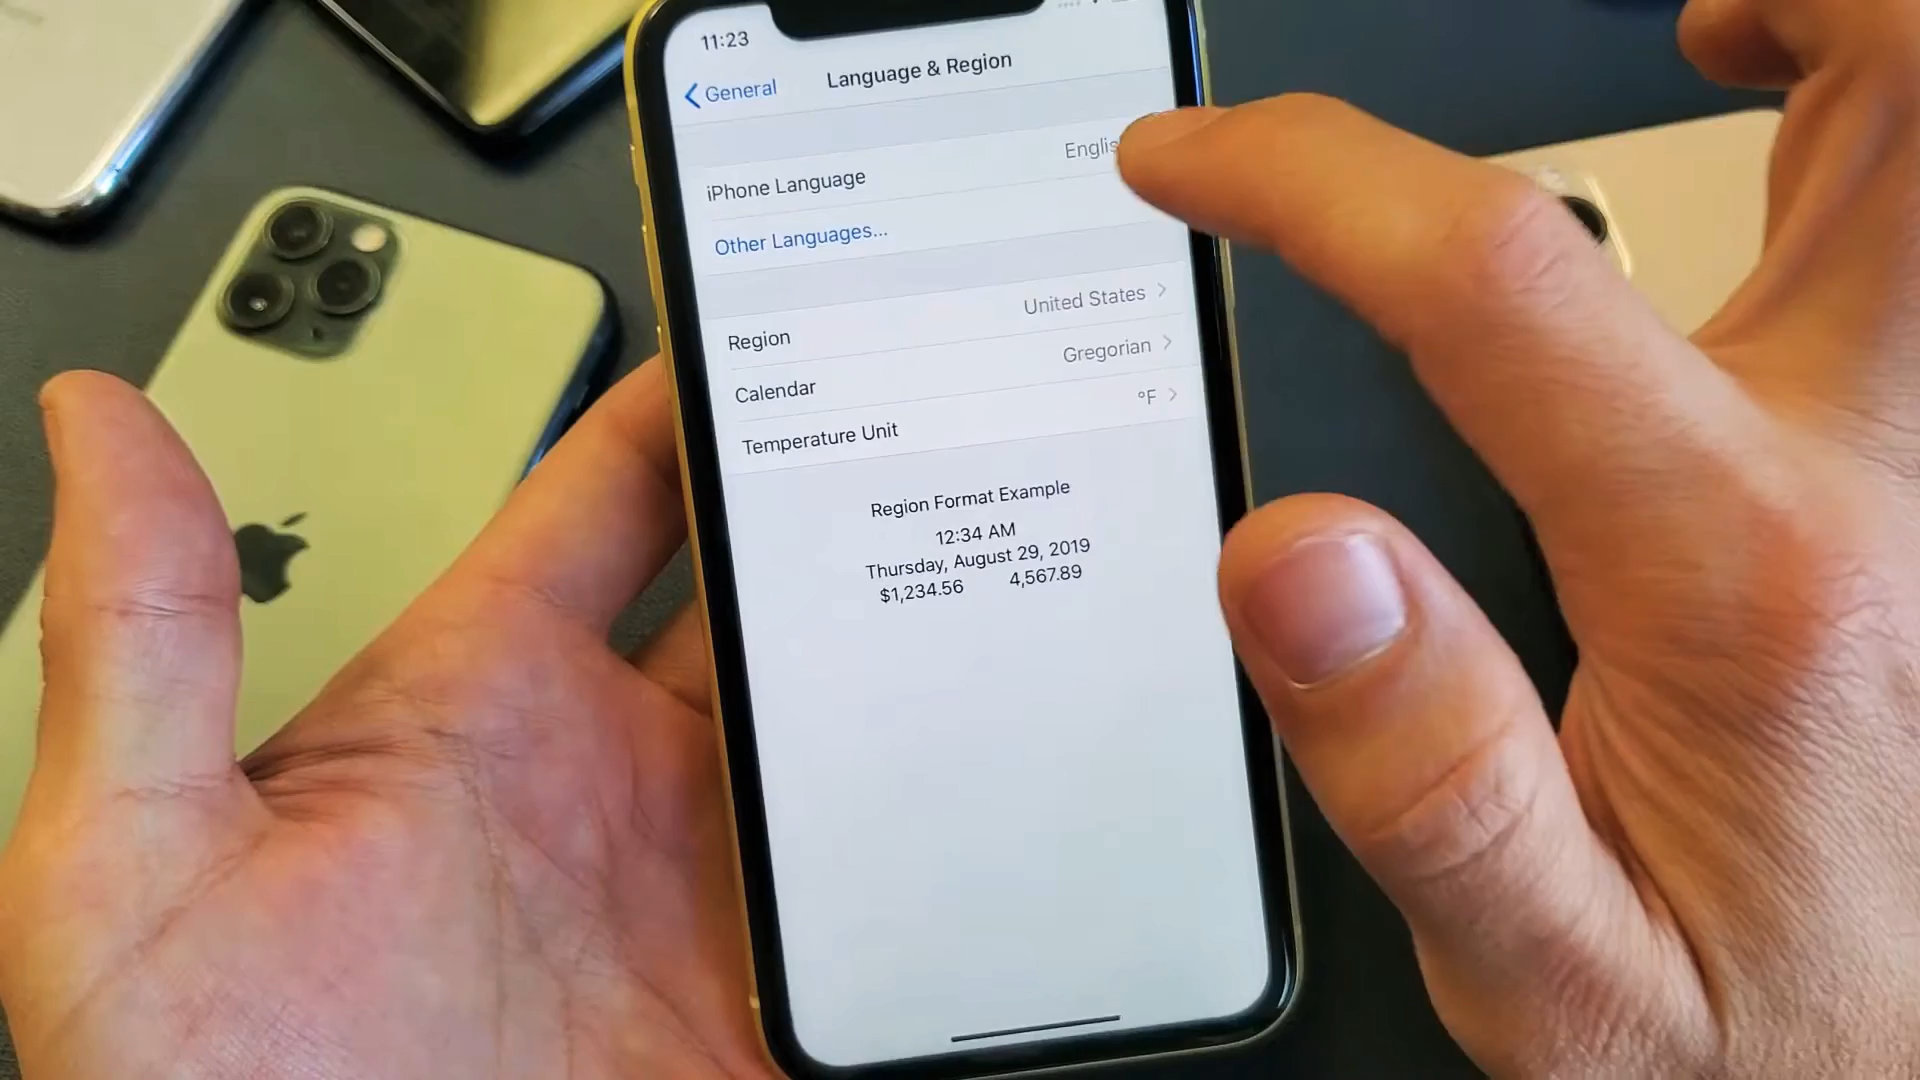 11:23
General
Language & Region
iPhone Language
Englis
Other Languages...
Region
United States
Calendar
Gregorian
Temperature Unit
°F
Region Format Example
12:34 AM
Thursday, August 29, 2019
$1,234.56 4,567.89